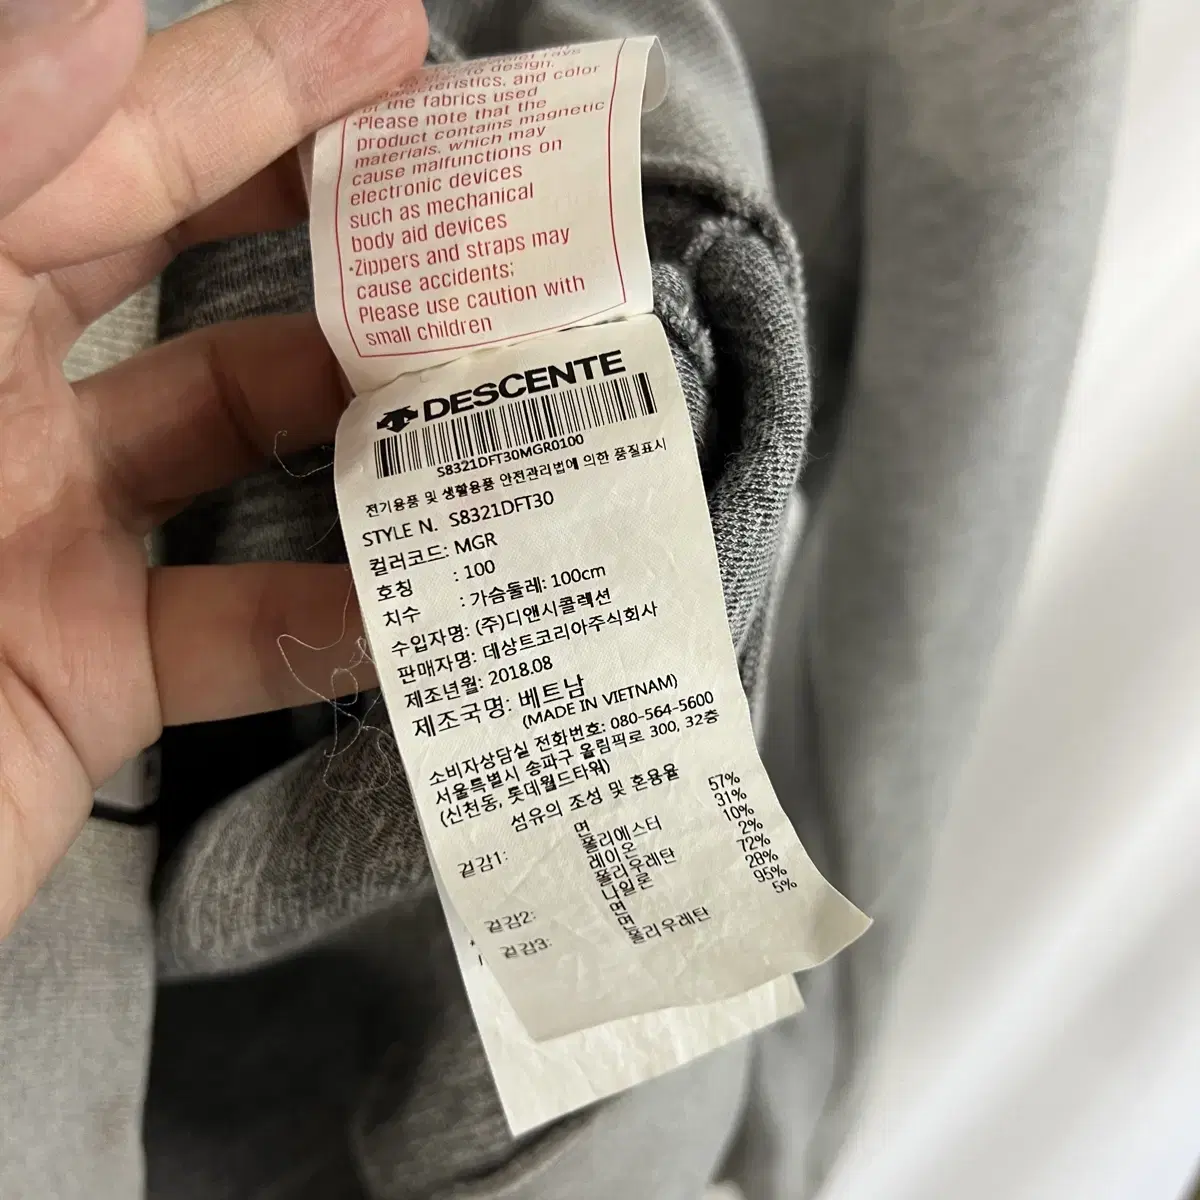 rays
to design,
characteristics, and color
of the fabrics used
·Please note that the
product contains magnetic
materials, which may
cause malfunctions on
electronic devices
such as mechanical
body aid devices
·Zippers and straps may
cause accidents;
Please use caution with
small children
DESCENTE
S8321DFT30MGR0100
전기용품 및 생활용품 안전관리법에 의한 품질표시
STYLE N. S8321DFT30
컬러코드: MGR
호칭 : 100
치수 : 가슴둘레: 100cm
수입자명: (주)디앤시콜렉션
판매자명: 데상트코리아주식회사
제조년월: 2018.08
제조국명: 베트남
(MADE IN VIETNAM)
소비자상담실 전화번호: 080-564-5600
서울특별시 송파구 올림픽로 300, 32층
(신천동, 롯데월드타워)
섬유의 조성 및 혼용율
겉감1: 면 57%
폴리에스터 31%
레이온 10%
폴리우레탄 2%
겉감2: 나일론 72%
면 28%
겉감3: 면 95%
폴리우레탄 5%